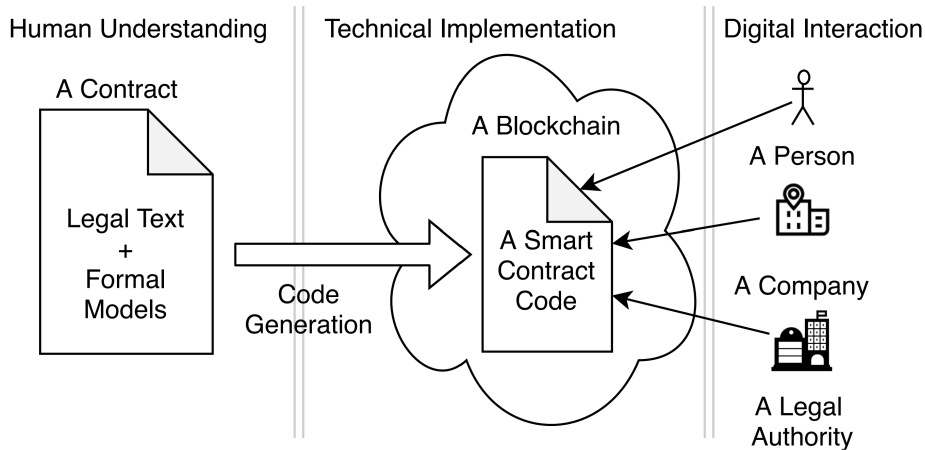 Human Understanding
Technical Implementation
Digital Interaction
A Contract
Legal Text
+
Formal
Models
Code
Generation
A Blockchain
A Smart
Contract
Code
A Person
A Company
A Legal
Authority